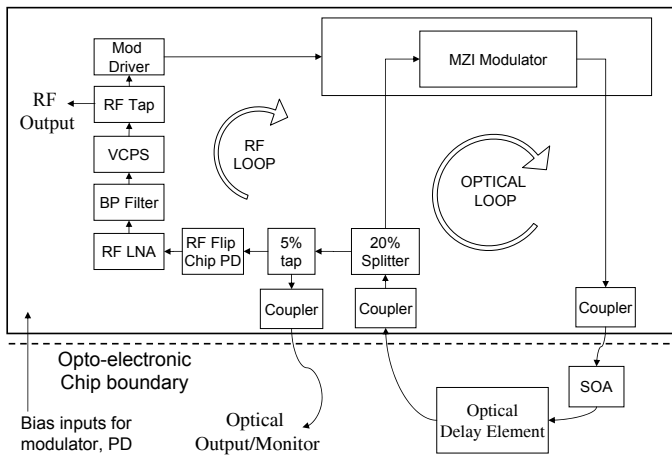 Mod
Driver
MZI Modulator
RF
Output
RF Tap
RF
LOOP
VCPS
OPTICAL
LOOP
BP Filter
RF LNA
RF Flip
Chip PD
5%
tap
20%
Splitter
Coupler
Coupler
Coupler
Opto-electronic
Chip boundary
SOA
Bias inputs for
modulator, PD
Optical
Output/Monitor
Optical
Delay Element